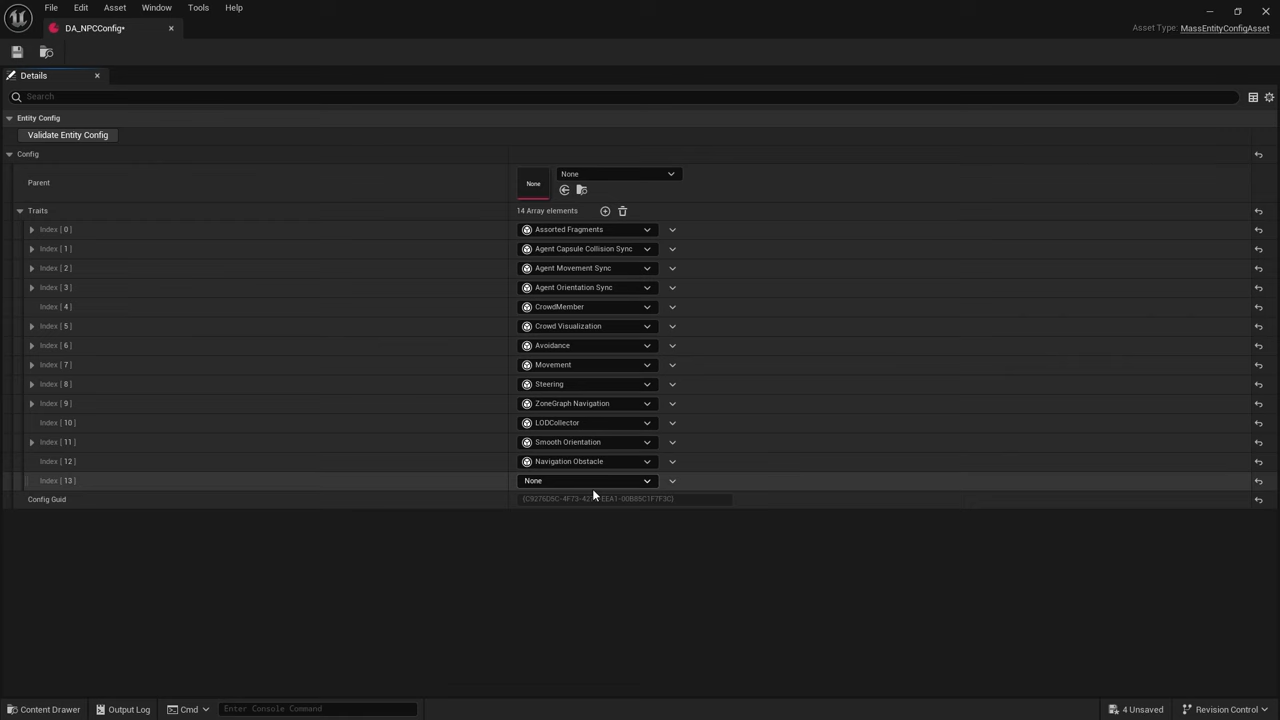 File Edit Asset Window Tools Help
DA_NPCConfig*
Asset Type: MassEntityConfigAsset
Details
Search
Entity Config
Validate Entity Config
Config
Parent
None
None
Traits
14 Array elements
Index [ 0 ] Assorted Fragments
Index [ 1 ] Agent Capsule Collision Sync
Index [ 2 ] Agent Movement Sync
Index [ 3 ] Agent Orientation Sync
Index [ 4 ] CrowdMember
Index [ 5 ] Crowd Visualization
Index [ 6 ] Avoidance
Index [ 7 ] Movement
Index [ 8 ] Steering
Index [ 9 ] ZoneGraph Navigation
Index [ 10 ] LODCollector
Index [ 11 ] Smooth Orientation
Index [ 12 ] Navigation Obstacle
Index [ 13 ] None
Config Guid
Content Drawer Output Log Cmd Enter Console Command 4 Unsaved Revision Control